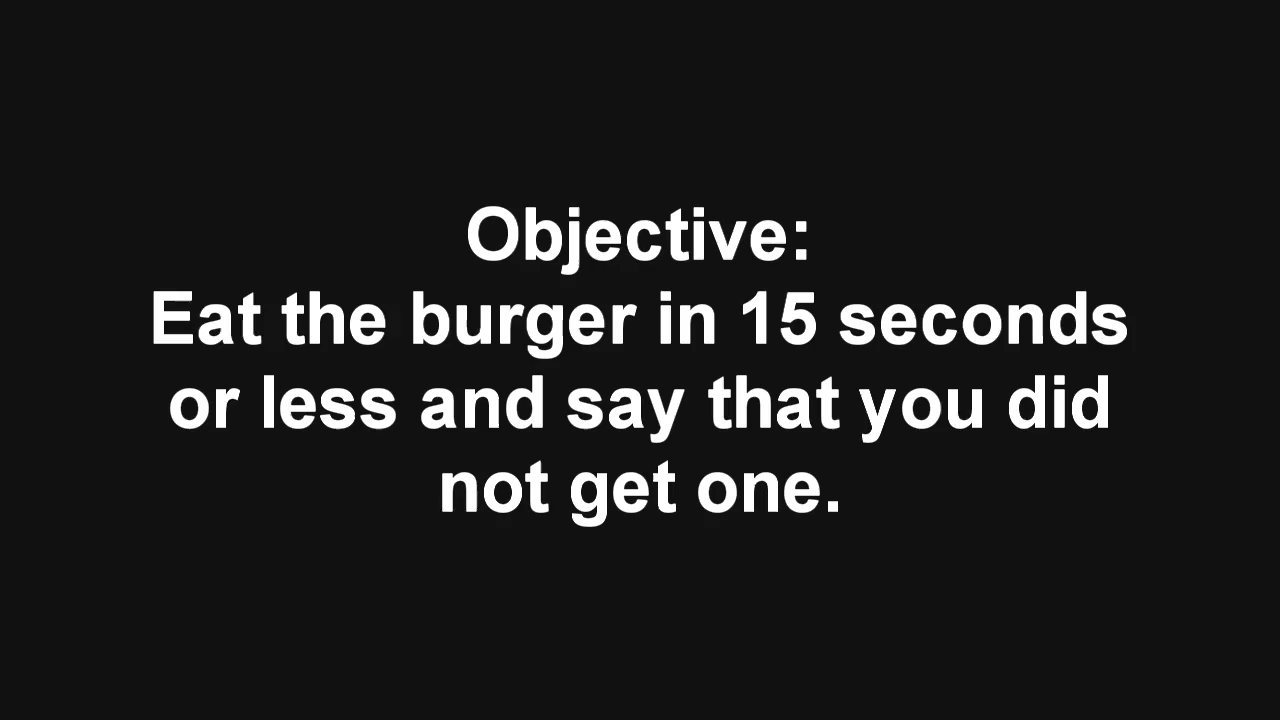 Objective:
Eat the burger in 15 seconds
or less and say that you did
not get one.